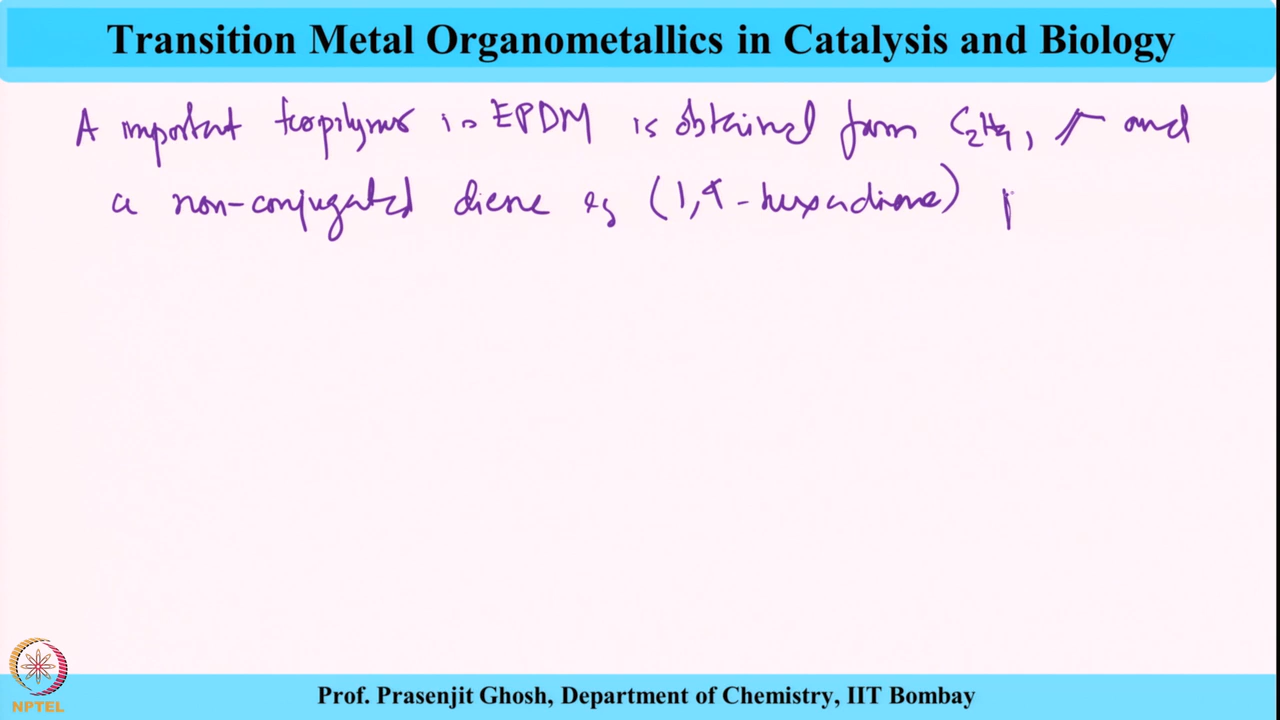 Transition Metal Organometallics in Catalysis and Biology
A important terpolymer is EPDM is obtained from C2H4, and
a non-conjugated diene eg (1,4-hexadiene)
Prof. Prasenjit Ghosh, Department of Chemistry, IIT Bombay
NPTEL